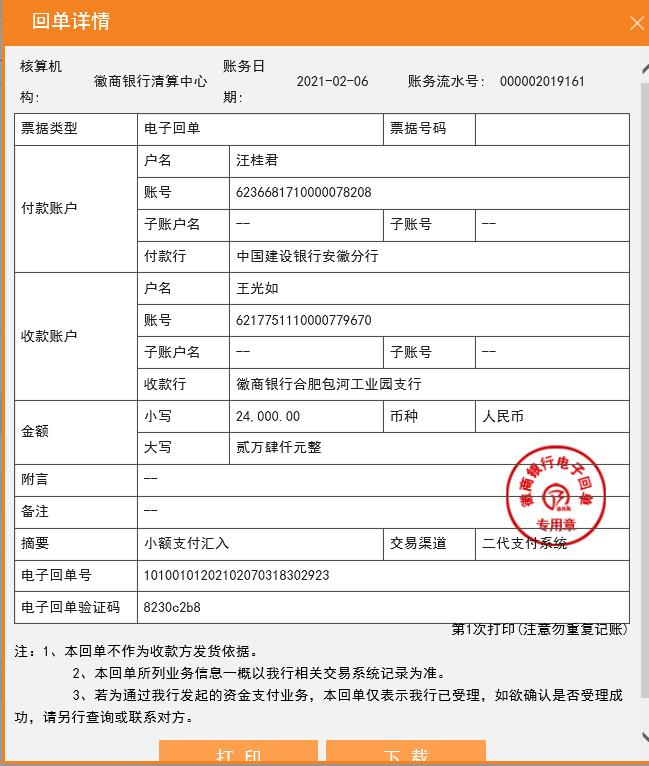 回单详情
核算机构: 徽商银行清算中心 账务日期: 2021-02-06 账务流水号: 000002019161
票据类型 电子回单 票据号码
付款账户
户名 汪桂君
账号 6236681710000078208
子账户名 -- 子账号 --
付款行 中国建设银行安徽分行
收款账户
户名 王光如
账号 6217751110000779670
子账户名 -- 子账号 --
收款行 徽商银行合肥包河工业园支行
金额
小写 24,000.00 币种 人民币
大写 贰万肆仟元整
附言 --
备注 --
徽商银行电子回单
Bank
专用章
摘要 小额支付汇入 交易渠道 二代支付系统
电子回单号 10100101202102070318302923
电子回单验证码 8230c2b8
第1次打印(注意勿重复记账)
注: 1、本回单不作为收款方发货依据。
2、本回单所列业务信息一概以我行相关交易系统记录为准。
3、若为通过我行发起的资金支付业务，本回单仅表示我行已受理，如欲确认是否受理成
功，请另行查询或联系对方。
打 印 下 载